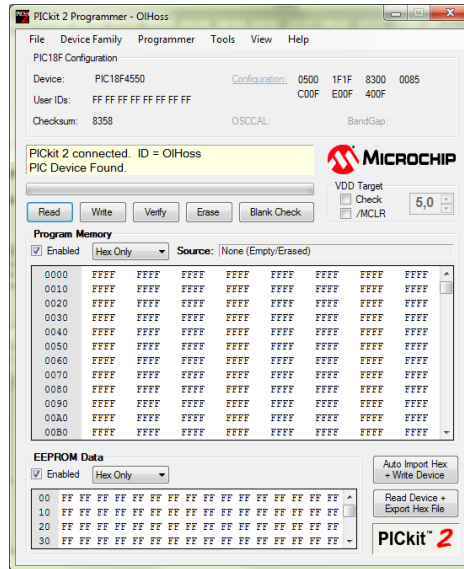 PICkit 2 Programmer - OlHoss
File Device Family Programmer Tools View Help
PIC18F Configuration
Device: PIC18F4550 Configuration: 0500 1F1F 8300 0085
User IDs: FF FF FF FF FF FF FF FF C00F E00F 400F
Checksum: 8358 OSCCAL: BandGap:
PICkit 2 connected. ID = OlHoss
PIC Device Found.
MICROCHIP
VDD Target
Check
/MCLR
5,0
Read Write Verify Erase Blank Check
Program Memory
Enabled Hex Only Source: None (Empty/Erased)
0000 FFFF FFFF FFFF FFFF FFFF FFFF FFFF FFFF
0010 FFFF FFFF FFFF FFFF FFFF FFFF FFFF FFFF
0020 FFFF FFFF FFFF FFFF FFFF FFFF FFFF FFFF
0030 FFFF FFFF FFFF FFFF FFFF FFFF FFFF FFFF
0040 FFFF FFFF FFFF FFFF FFFF FFFF FFFF FFFF
0050 FFFF FFFF FFFF FFFF FFFF FFFF FFFF FFFF
0060 FFFF FFFF FFFF FFFF FFFF FFFF FFFF FFFF
0070 FFFF FFFF FFFF FFFF FFFF FFFF FFFF FFFF
0080 FFFF FFFF FFFF FFFF FFFF FFFF FFFF FFFF
0090 FFFF FFFF FFFF FFFF FFFF FFFF FFFF FFFF
00A0 FFFF FFFF FFFF FFFF FFFF FFFF FFFF FFFF
00B0 FFFF FFFF FFFF FFFF FFFF FFFF FFFF FFFF
EEPROM Data
Enabled Hex Only
00 FF FF FF FF FF FF FF FF FF FF FF FF FF FF FF FF
10 FF FF FF FF FF FF FF FF FF FF FF FF FF FF FF FF
20 FF FF FF FF FF FF FF FF FF FF FF FF FF FF FF FF
30 FF FF FF FF FF FF FF FF FF FF FF FF FF FF FF FF
Auto Import Hex
+ Write Device
Read Device +
Export Hex File
PICkit™ 2